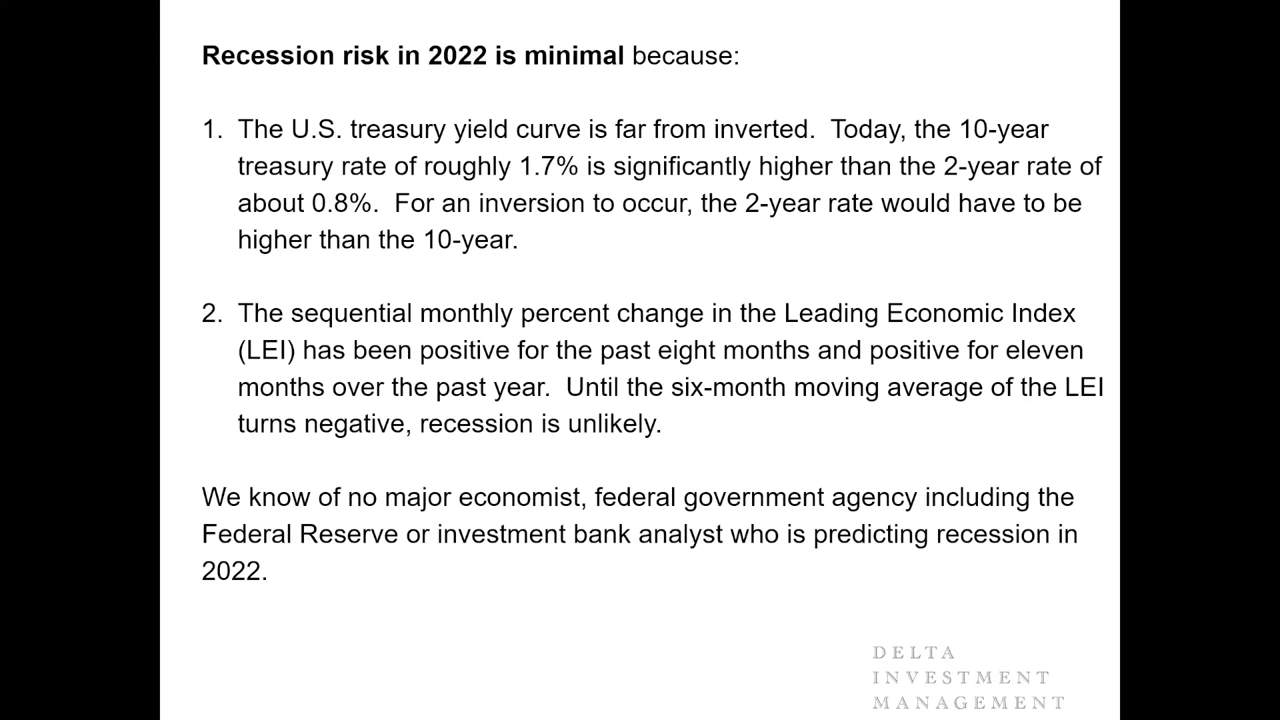 Recession risk in 2022 is minimal because:
1. The U.S. treasury yield curve is far from inverted. Today, the 10-year
treasury rate of roughly 1.7% is significantly higher than the 2-year rate of
about 0.8%. For an inversion to occur, the 2-year rate would have to be
higher than the 10-year.
2. The sequential monthly percent change in the Leading Economic Index
(LEI) has been positive for the past eight months and positive for eleven
months over the past year. Until the six-month moving average of the LEI
turns negative, recession is unlikely.
We know of no major economist, federal government agency including the
Federal Reserve or investment bank analyst who is predicting recession in
2022.
DELTA
INVESTMENT
MANAGEMENT